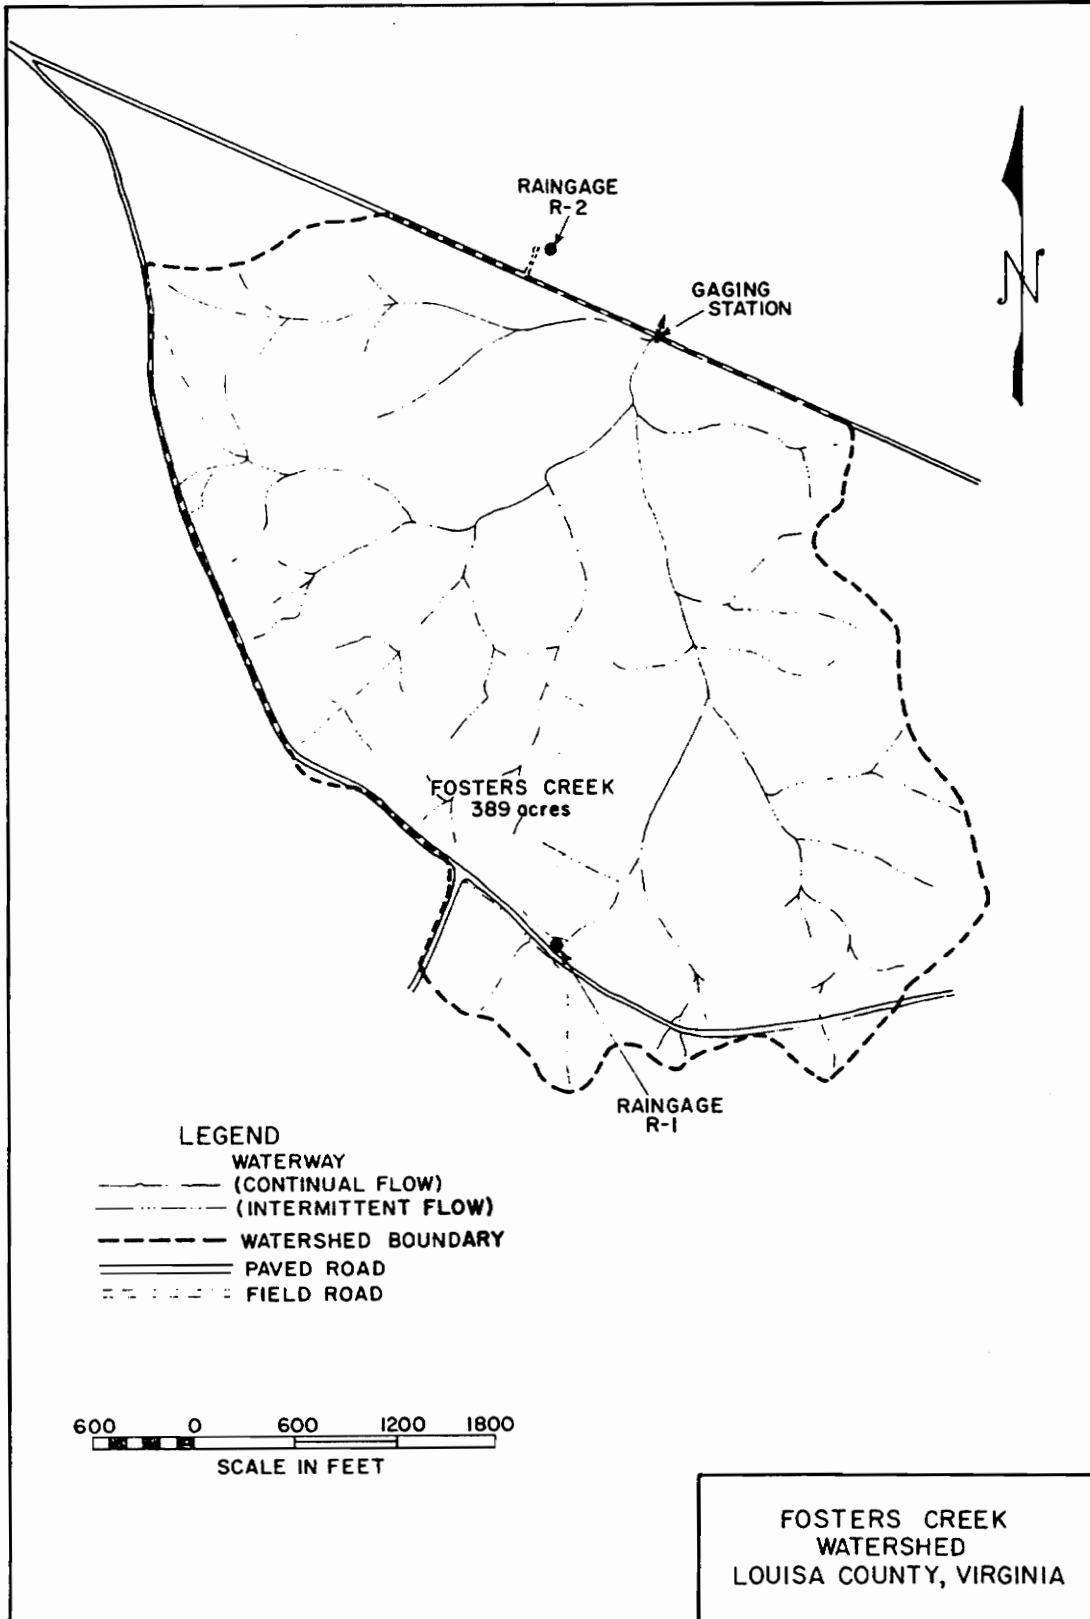 RAINGAGE
R-2
GAGING
STATION
N
FOSTERS CREEK
389 acres
RAINGAGE
R-1
LEGEND
WATERWAY
(CONTINUAL FLOW)
(INTERMITTENT FLOW)
WATERSHED BOUNDARY
PAVED ROAD
FIELD ROAD
600 0 600 1200 1800
SCALE IN FEET
FOSTERS CREEK
WATERSHED
LOUISA COUNTY, VIRGINIA